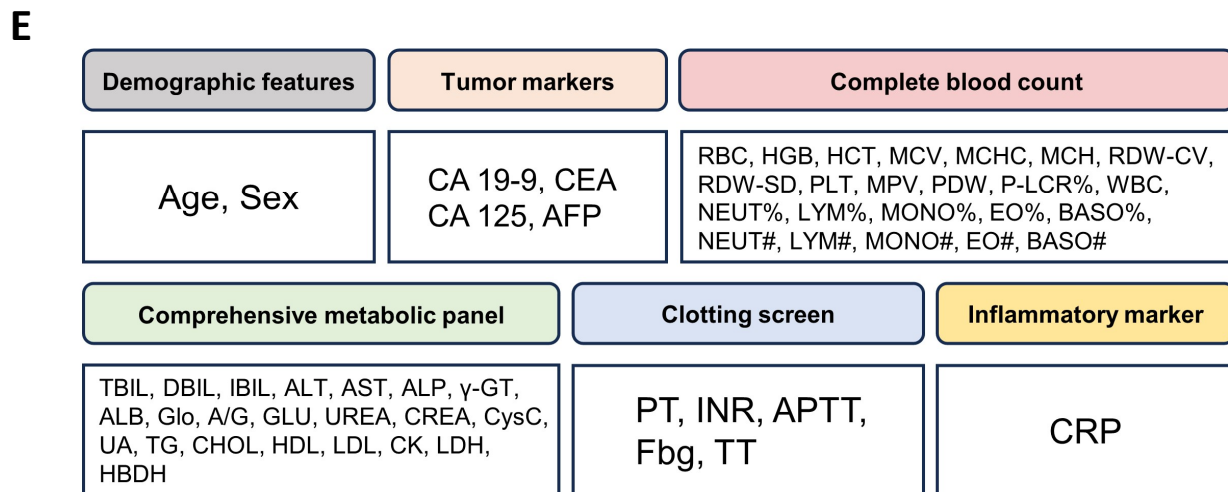 E
Demographic features
Tumor markers
Complete blood count
Age, Sex
CA 19-9, CEA
CA 125, AFP
RBC, HGB, HCT, MCV, MCHC, MCH, RDW-CV,
RDW-SD, PLT, MPV, PDW, P-LCR%, WBC,
NEUT%, LYM%, MONO%, EO%, BASO%,
NEUT#, LYM#, MONO#, EO#, BASO#
Comprehensive metabolic panel
Clotting screen
Inflammatory marker
TBIL, DBIL, IBIL, ALT, AST, ALP, γ-GT,
ALB, Glo, A/G, GLU, UREA, CREA, CysC,
UA, TG, CHOL, HDL, LDL, CK, LDH,
HBDH
PT, INR, APTT,
Fbg, TT
CRP